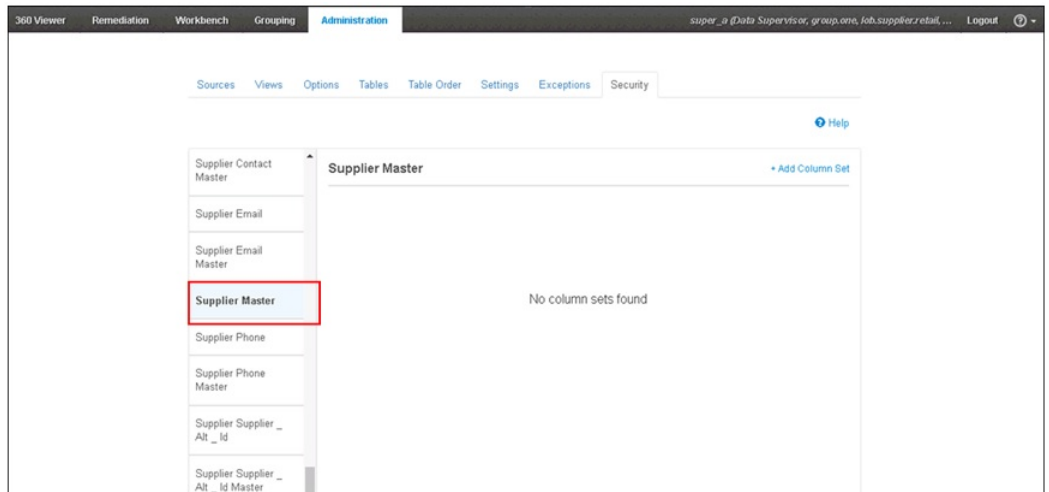 360 Viewer Remediation Workbench Grouping Administration super_a (Data Supervisor, group.one, lob.supplier.retail, ... Logout
Sources Views Options Tables Table Order Settings Exceptions Security
Help
Supplier Contact
Master
Supplier Master
+ Add Column Set
Supplier Email
Supplier Email
Master
Supplier Master
No column sets found
Supplier Phone
Supplier Phone
Master
Supplier Supplier _
Alt _ Id
Supplier Supplier _
Alt _ Id Master